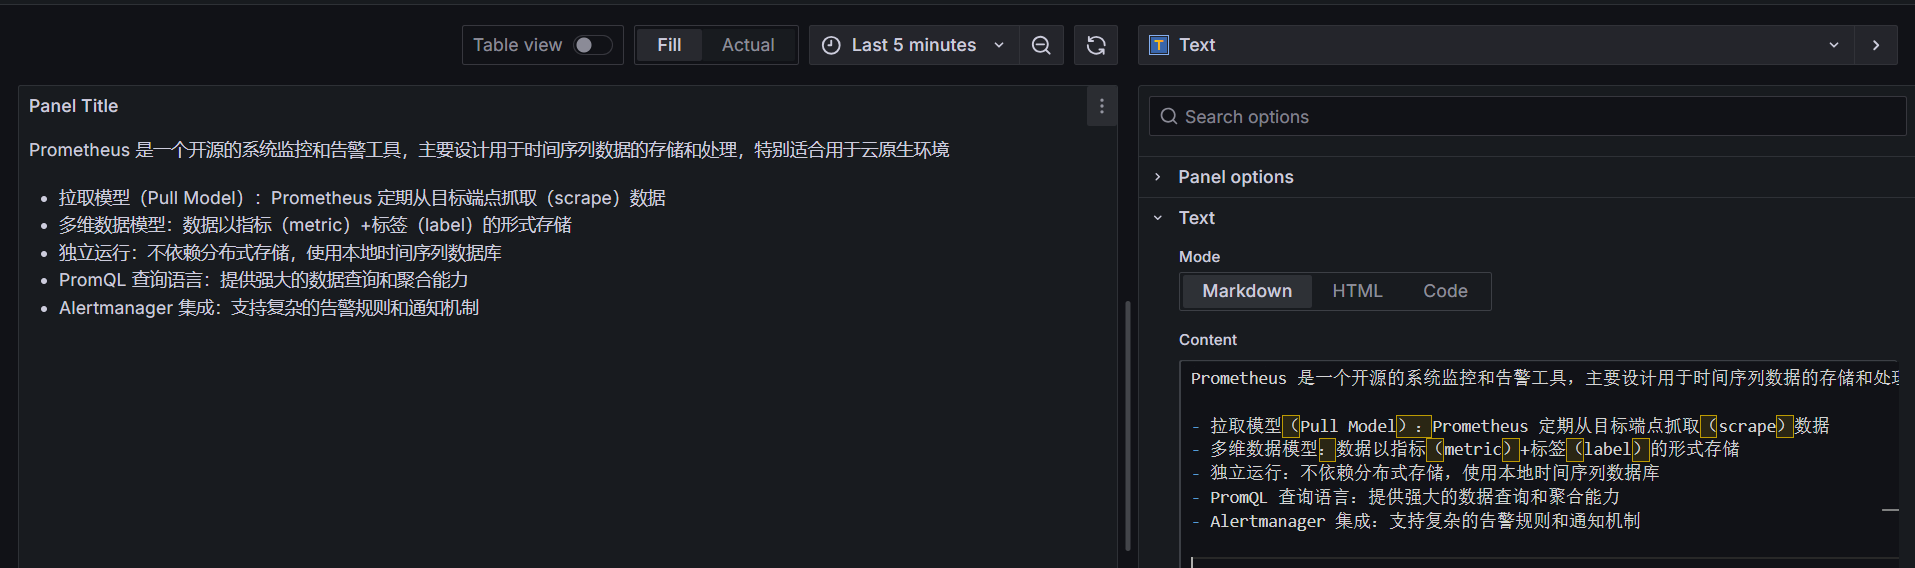 Table view
Fill
Actual
Last 5 minutes
Text
Panel Title
Prometheus 是一个开源的系统监控和告警工具，主要设计用于时间序列数据的存储和处理，特别适合用于云原生环境
拉取模型（Pull Model）：Prometheus 定期从目标端点抓取（scrape）数据
多维数据模型：数据以指标（metric）+标签（label）的形式存储
独立运行：不依赖分布式存储，使用本地时间序列数据库
PromQL 查询语言：提供强大的数据查询和聚合能力
Alertmanager 集成：支持复杂的告警规则和通知机制
Search options
Panel options
Text
Mode
Markdown
HTML
Code
Content
Prometheus 是一个开源的系统监控和告警工具，主要设计用于时间序列数据的存储和处理
- 拉取模型（Pull Model）：Prometheus 定期从目标端点抓取（scrape）数据
- 多维数据模型：数据以指标（metric）+标签（label）的形式存储
- 独立运行：不依赖分布式存储，使用本地时间序列数据库
- PromQL 查询语言：提供强大的数据查询和聚合能力
- Alertmanager 集成：支持复杂的告警规则和通知机制